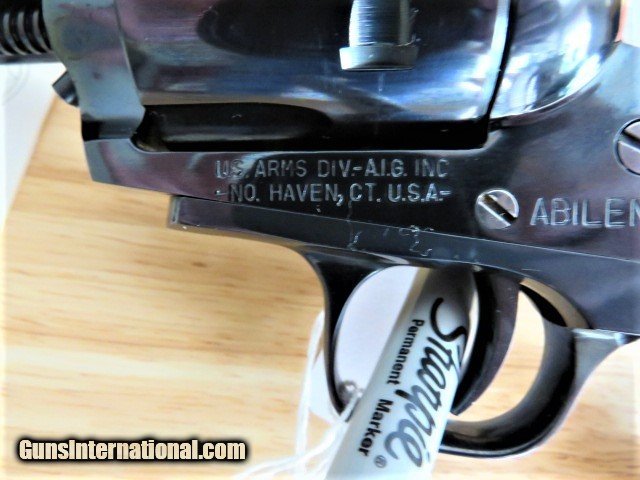 U.S. ARMS DIV-A.I.G. INC
-NO. HAVEN, CT. U.S.A-
ABILEN
Sharpie
Permanent Marker
®
GunsInternational.com